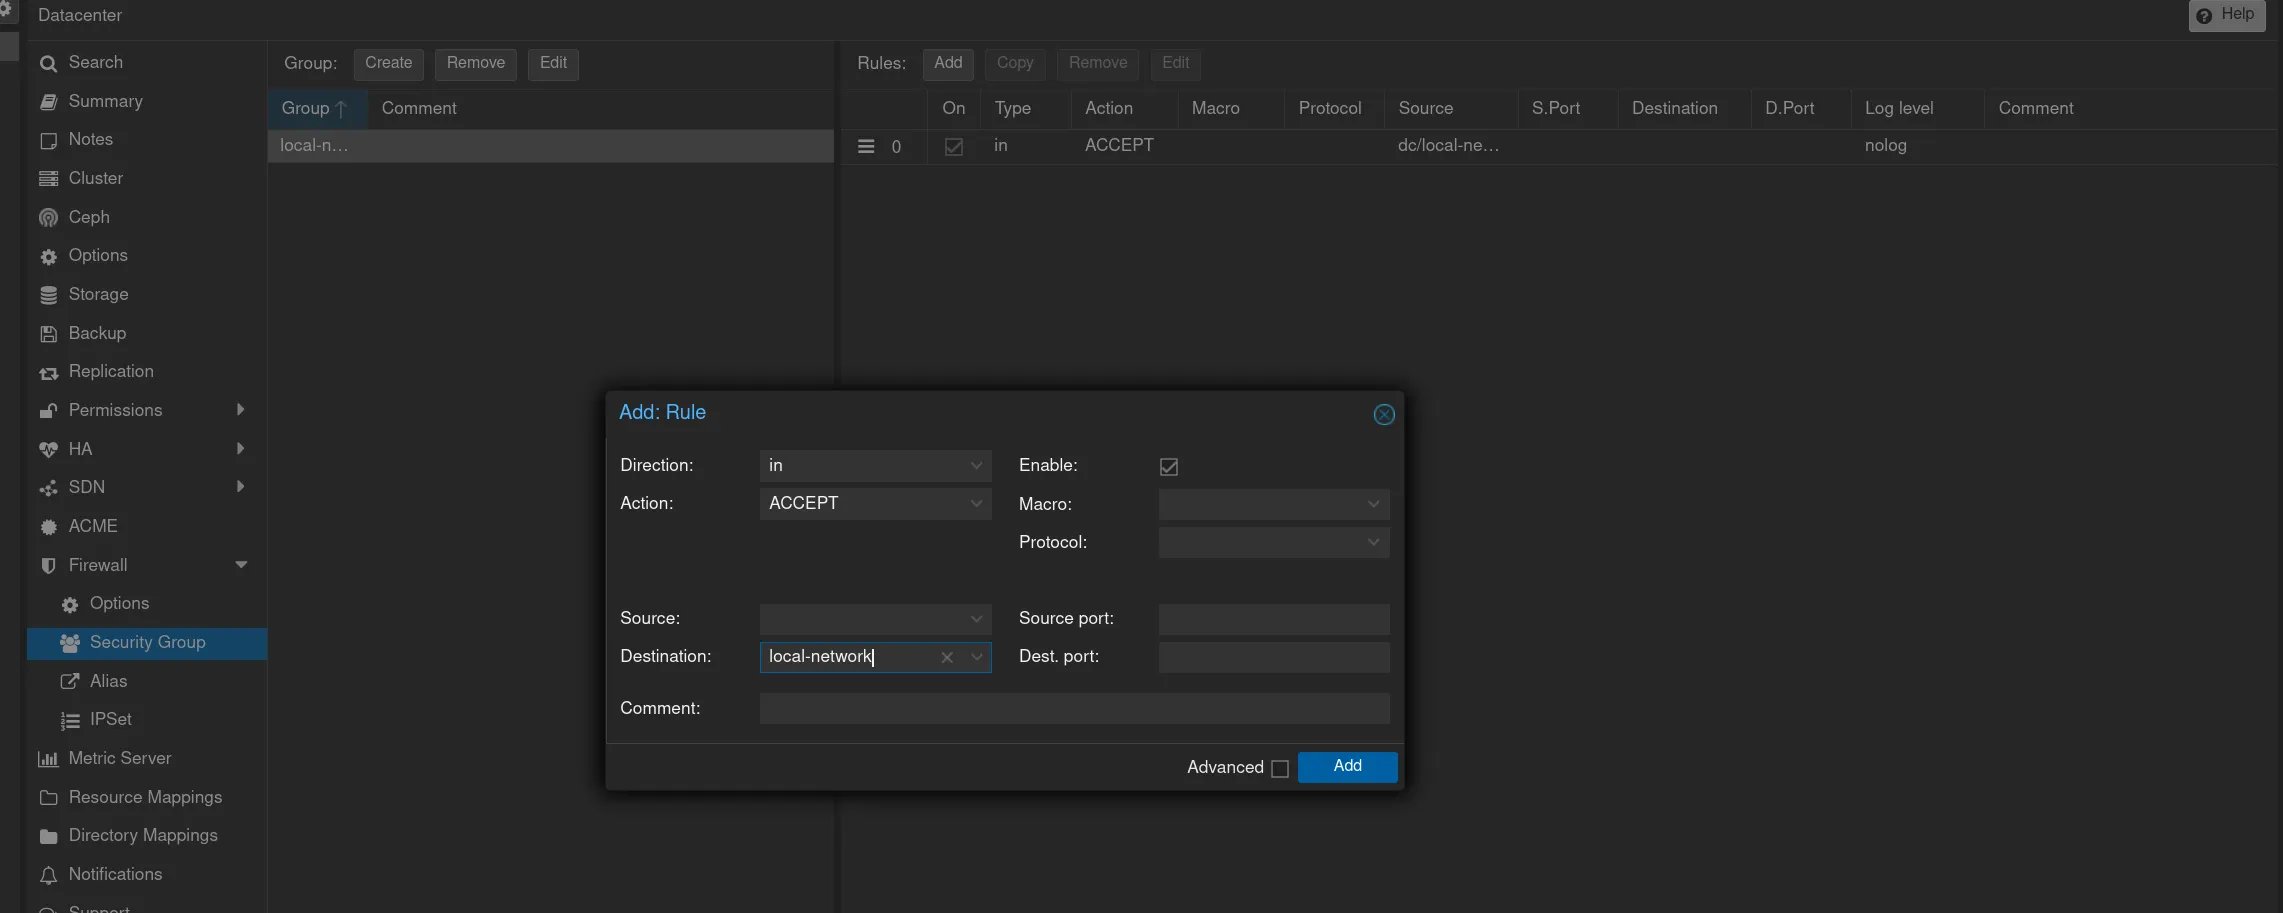 Datacenter
Help
Search
Summary
Notes
Cluster
Ceph
Options
Storage
Backup
Replication
Permissions
HA
SDN
ACME
Firewall
Options
Security Group
Alias
IPSet
Metric Server
Resource Mappings
Directory Mappings
Notifications
Support
Group: Create Remove Edit
Group Comment
local-n...
Rules: Add Copy Remove Edit
On Type Action Macro Protocol Source S.Port Destination D.Port Log level Comment
0 in ACCEPT dc/local-ne... nolog
Add: Rule
Direction: in Enable:
Action: ACCEPT Macro:
Protocol:
Source: Source port:
Destination: local-network Dest. port:
Comment:
Advanced Add